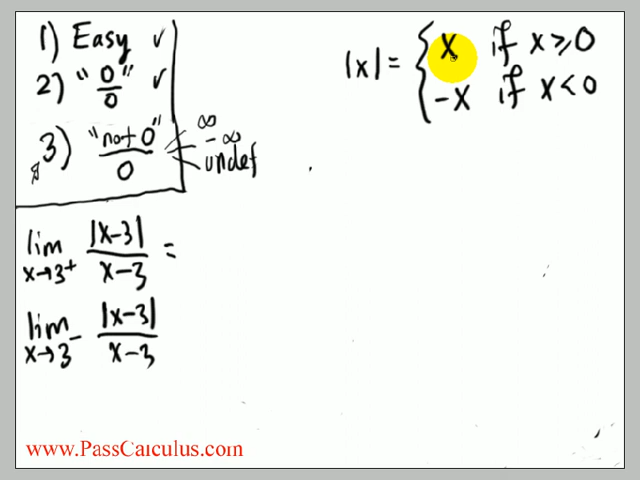 1) Easy ✓
2) "0/0" ✓
3) "not 0"/0 ∞ -∞ undef
|x| = { x if x ≥ 0
-x if x < 0
lim x→3+ |x-3|/x-3 =
lim x→3- |x-3|/x-3
www.PassCalculus.com